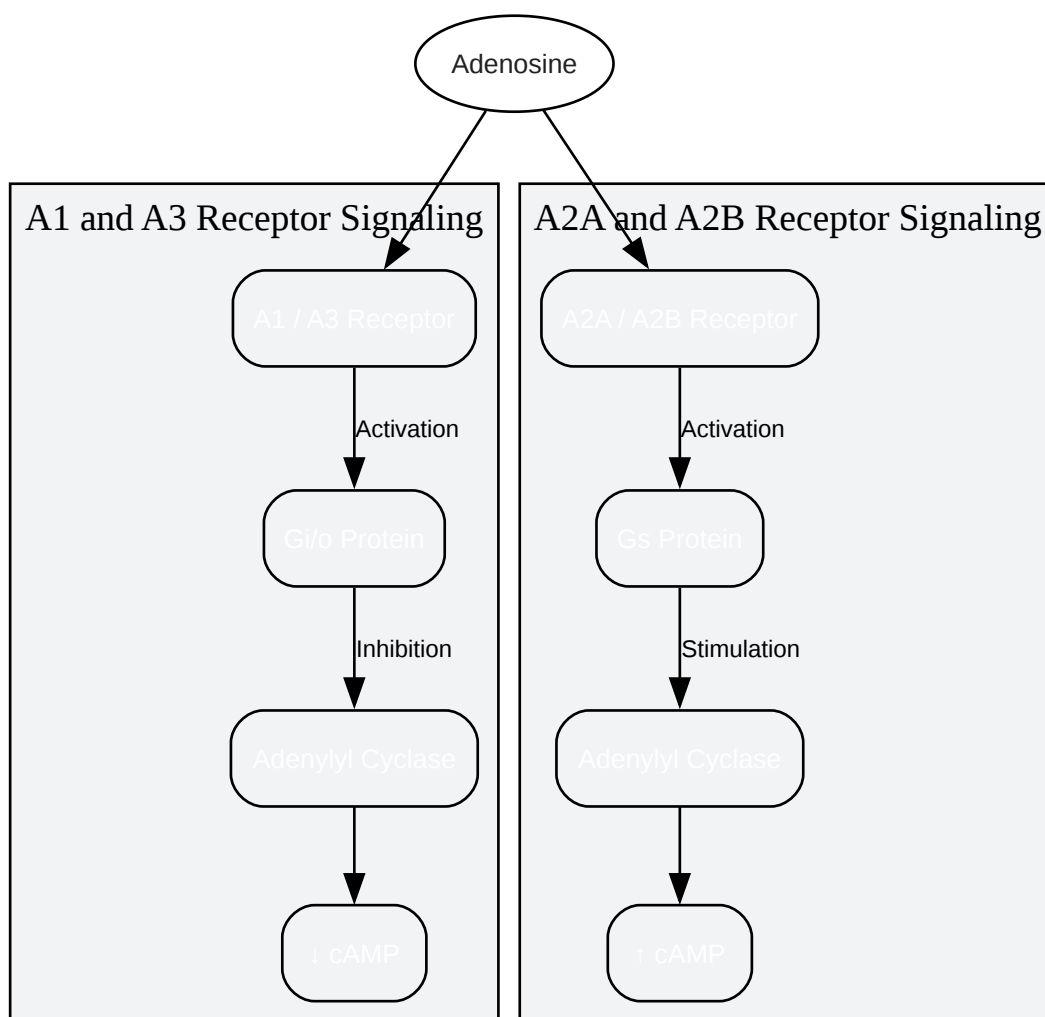 Adenosine
A1 and A3 Receptor Signaling
A1 / A3 Receptor
Activation
Gi/o Protein
Inhibition
Adenylyl Cyclase
↓ cAMP
A2A and A2B Receptor Signaling
A2A / A2B Receptor
Activation
Gs Protein
Stimulation
Adenylyl Cyclase
↑ cAMP